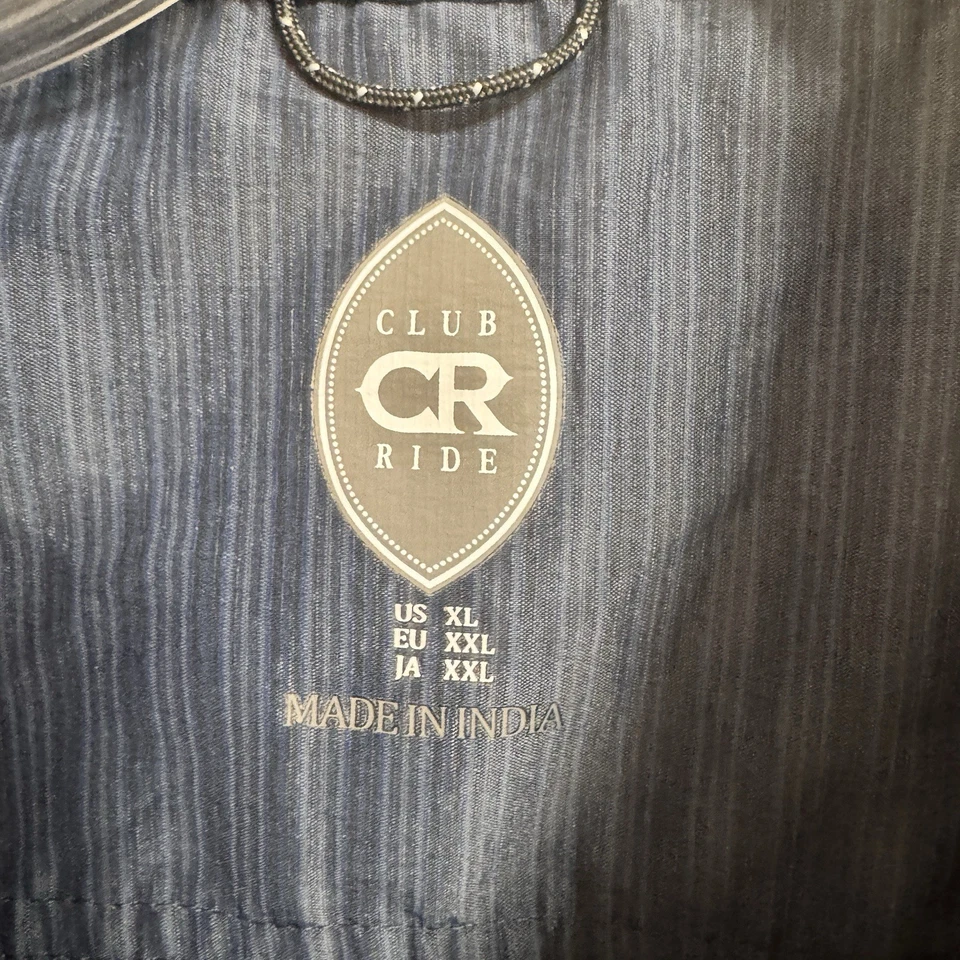 CLUB
CR
RIDE
US XL
EU XXL
JA XXL
MADE IN INDIA